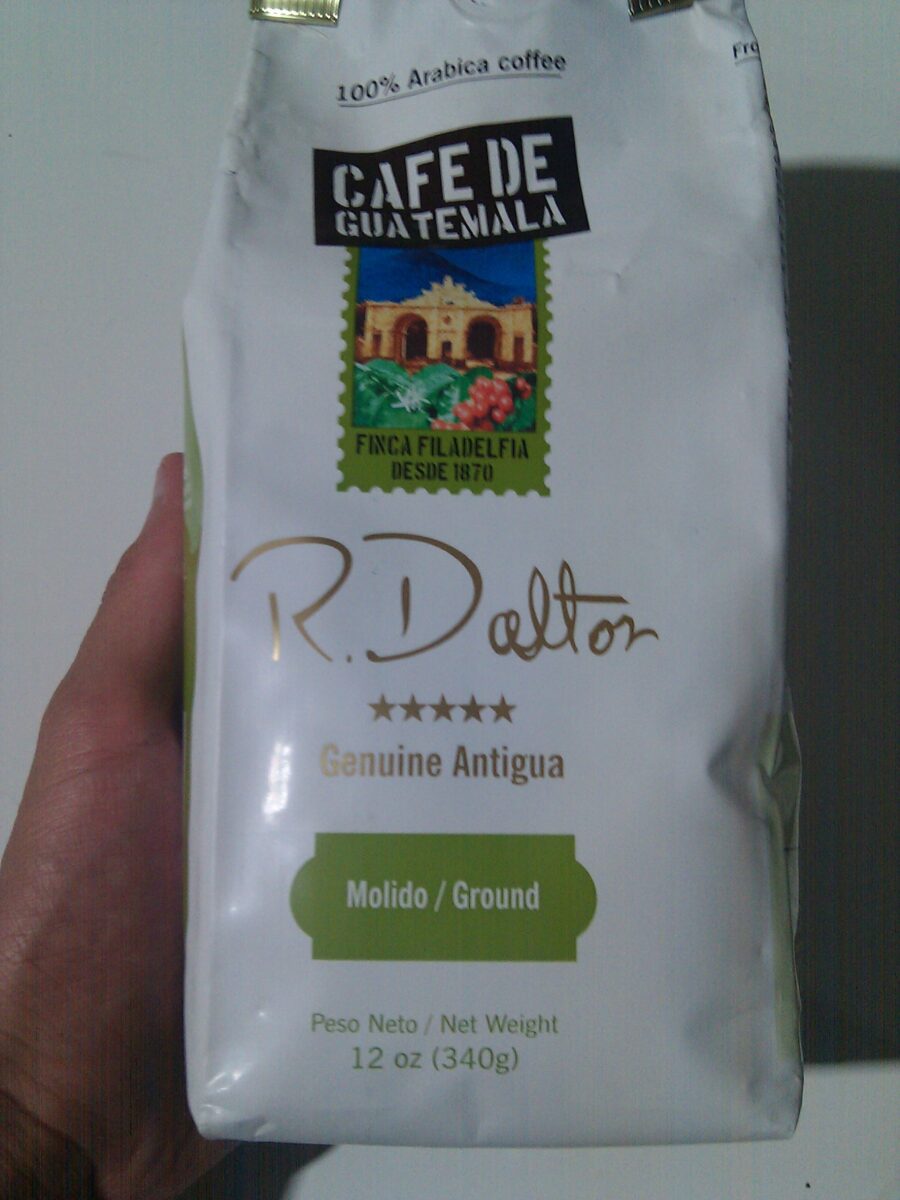 100% Arabica coffee
CAFE DE
GUATEMALA
FINCA FILADELFIA
DESDE 1870
R. Dalton
Genuine Antigua
Molido / Ground
Peso Neto / Net Weight
12 oz (340g)